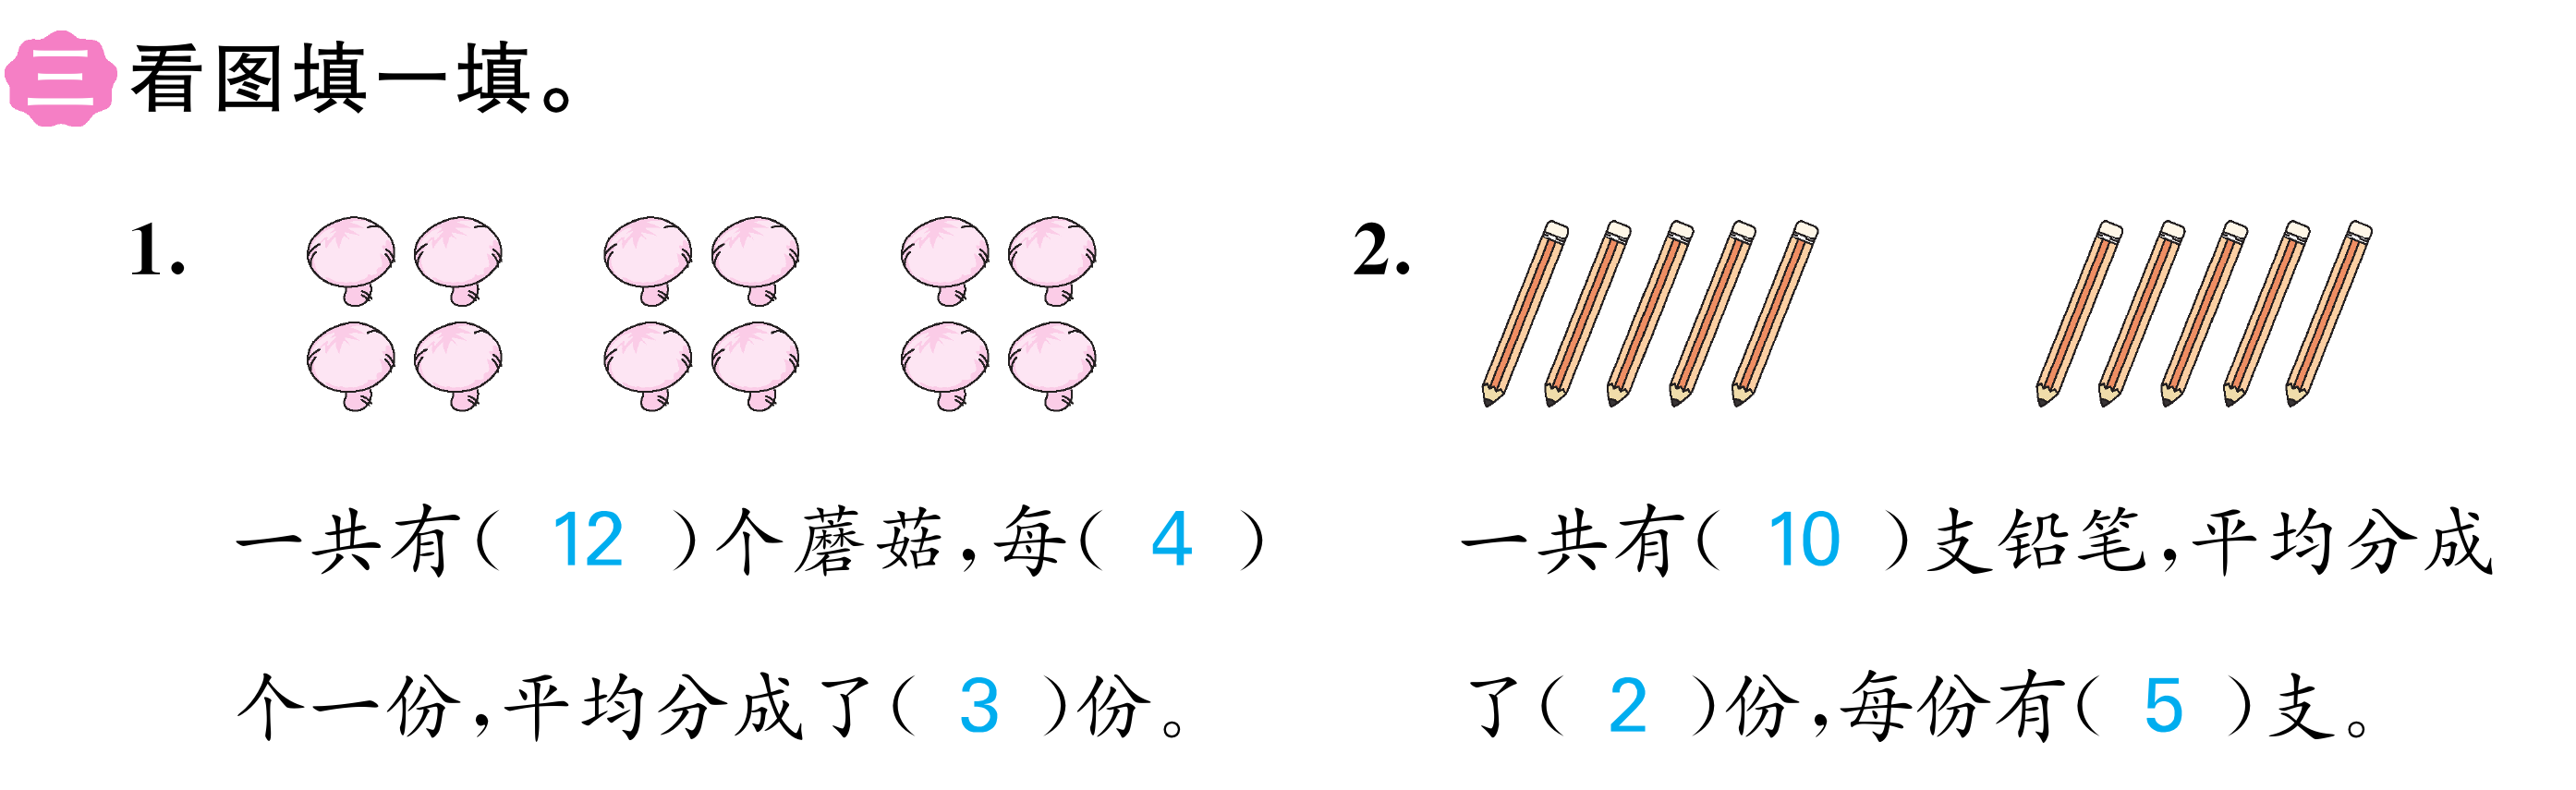 三 看图填一填。
1.
一共有( 12 )个蘑菇,每( 4 )
个一份,平均分成了( 3 )份。
2.
一共有( 10 )支铅笔,平均分成
了( 2 )份,每份有( 5 )支。